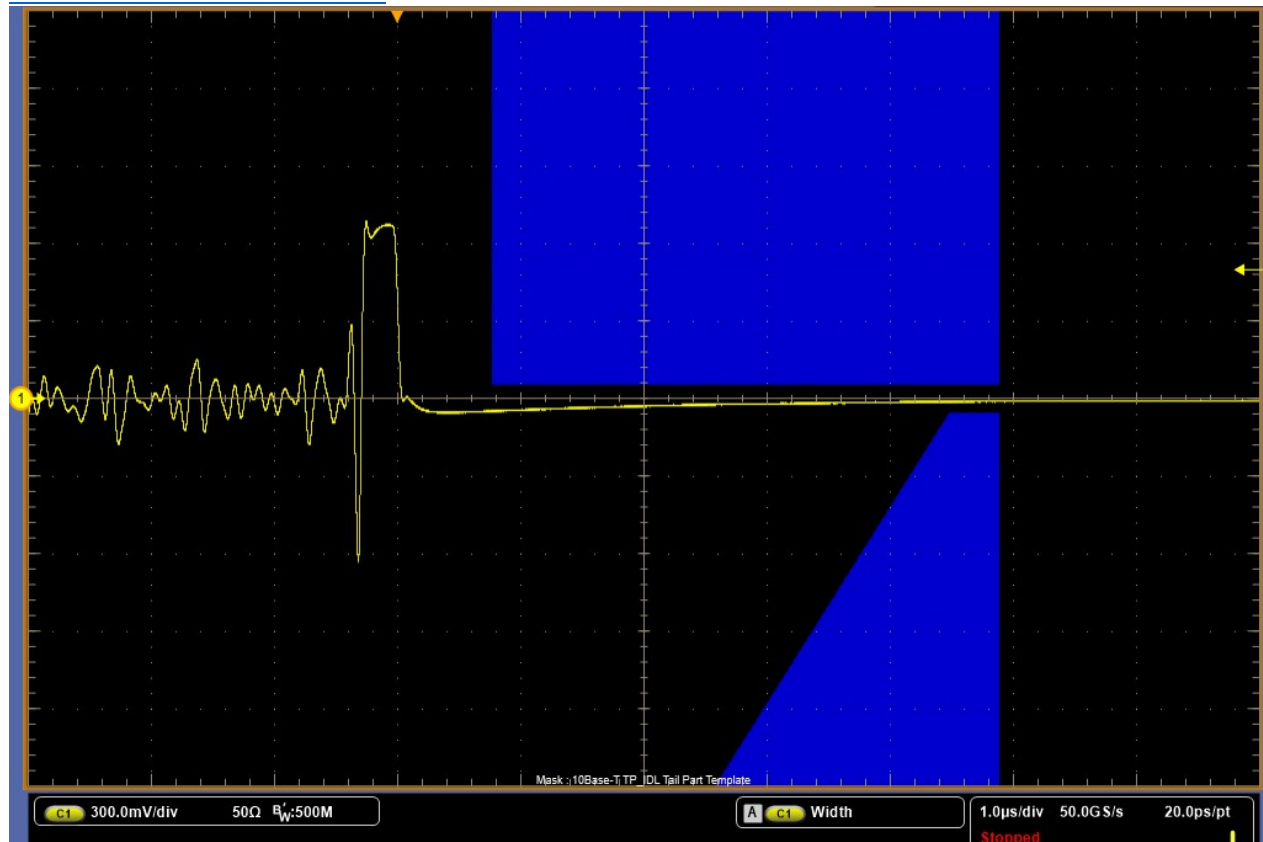 1
Mask : 10Base-T TP_IDL Tail Part Template
C1 300.0mV/div 50Ω BW:500M
A C1 Width
1.0µs/div 50.0GS/s 20.0ps/pt
Stopped